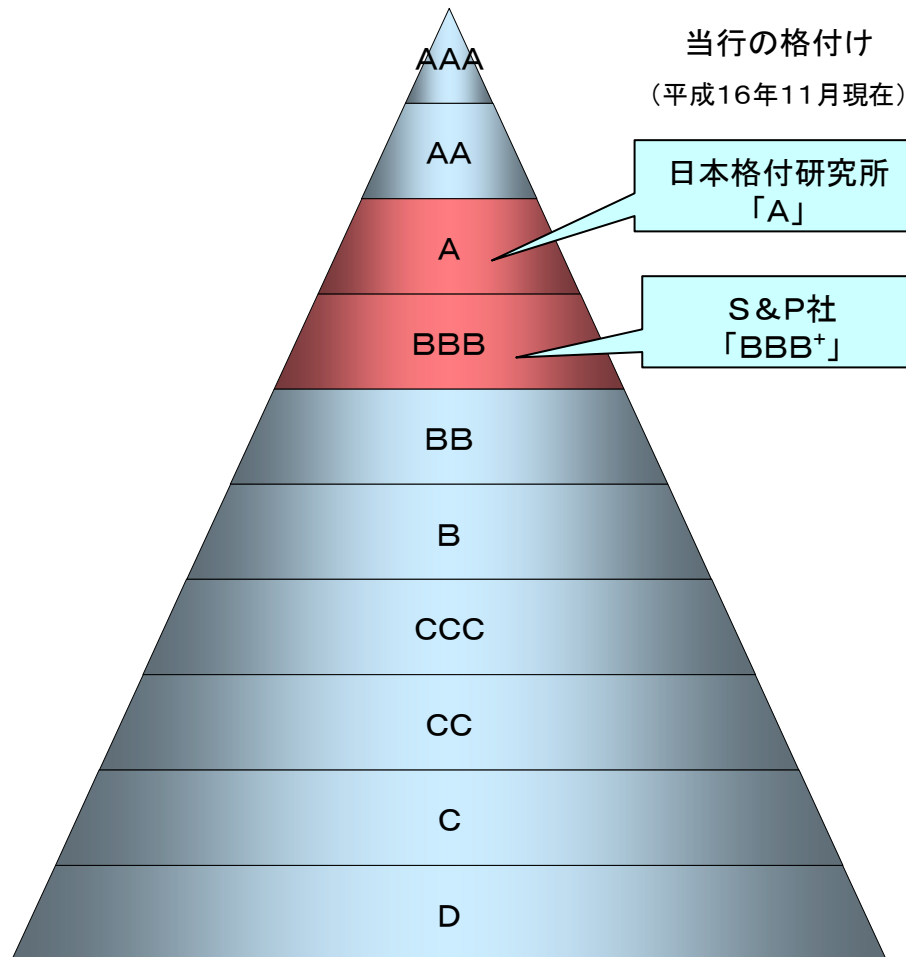 当行の格付け
（平成16年11月現在）
AAA
AA
日本格付研究所
「A」
A
S&P社
「BBB⁺」
BBB
BB
B
CCC
CC
C
D